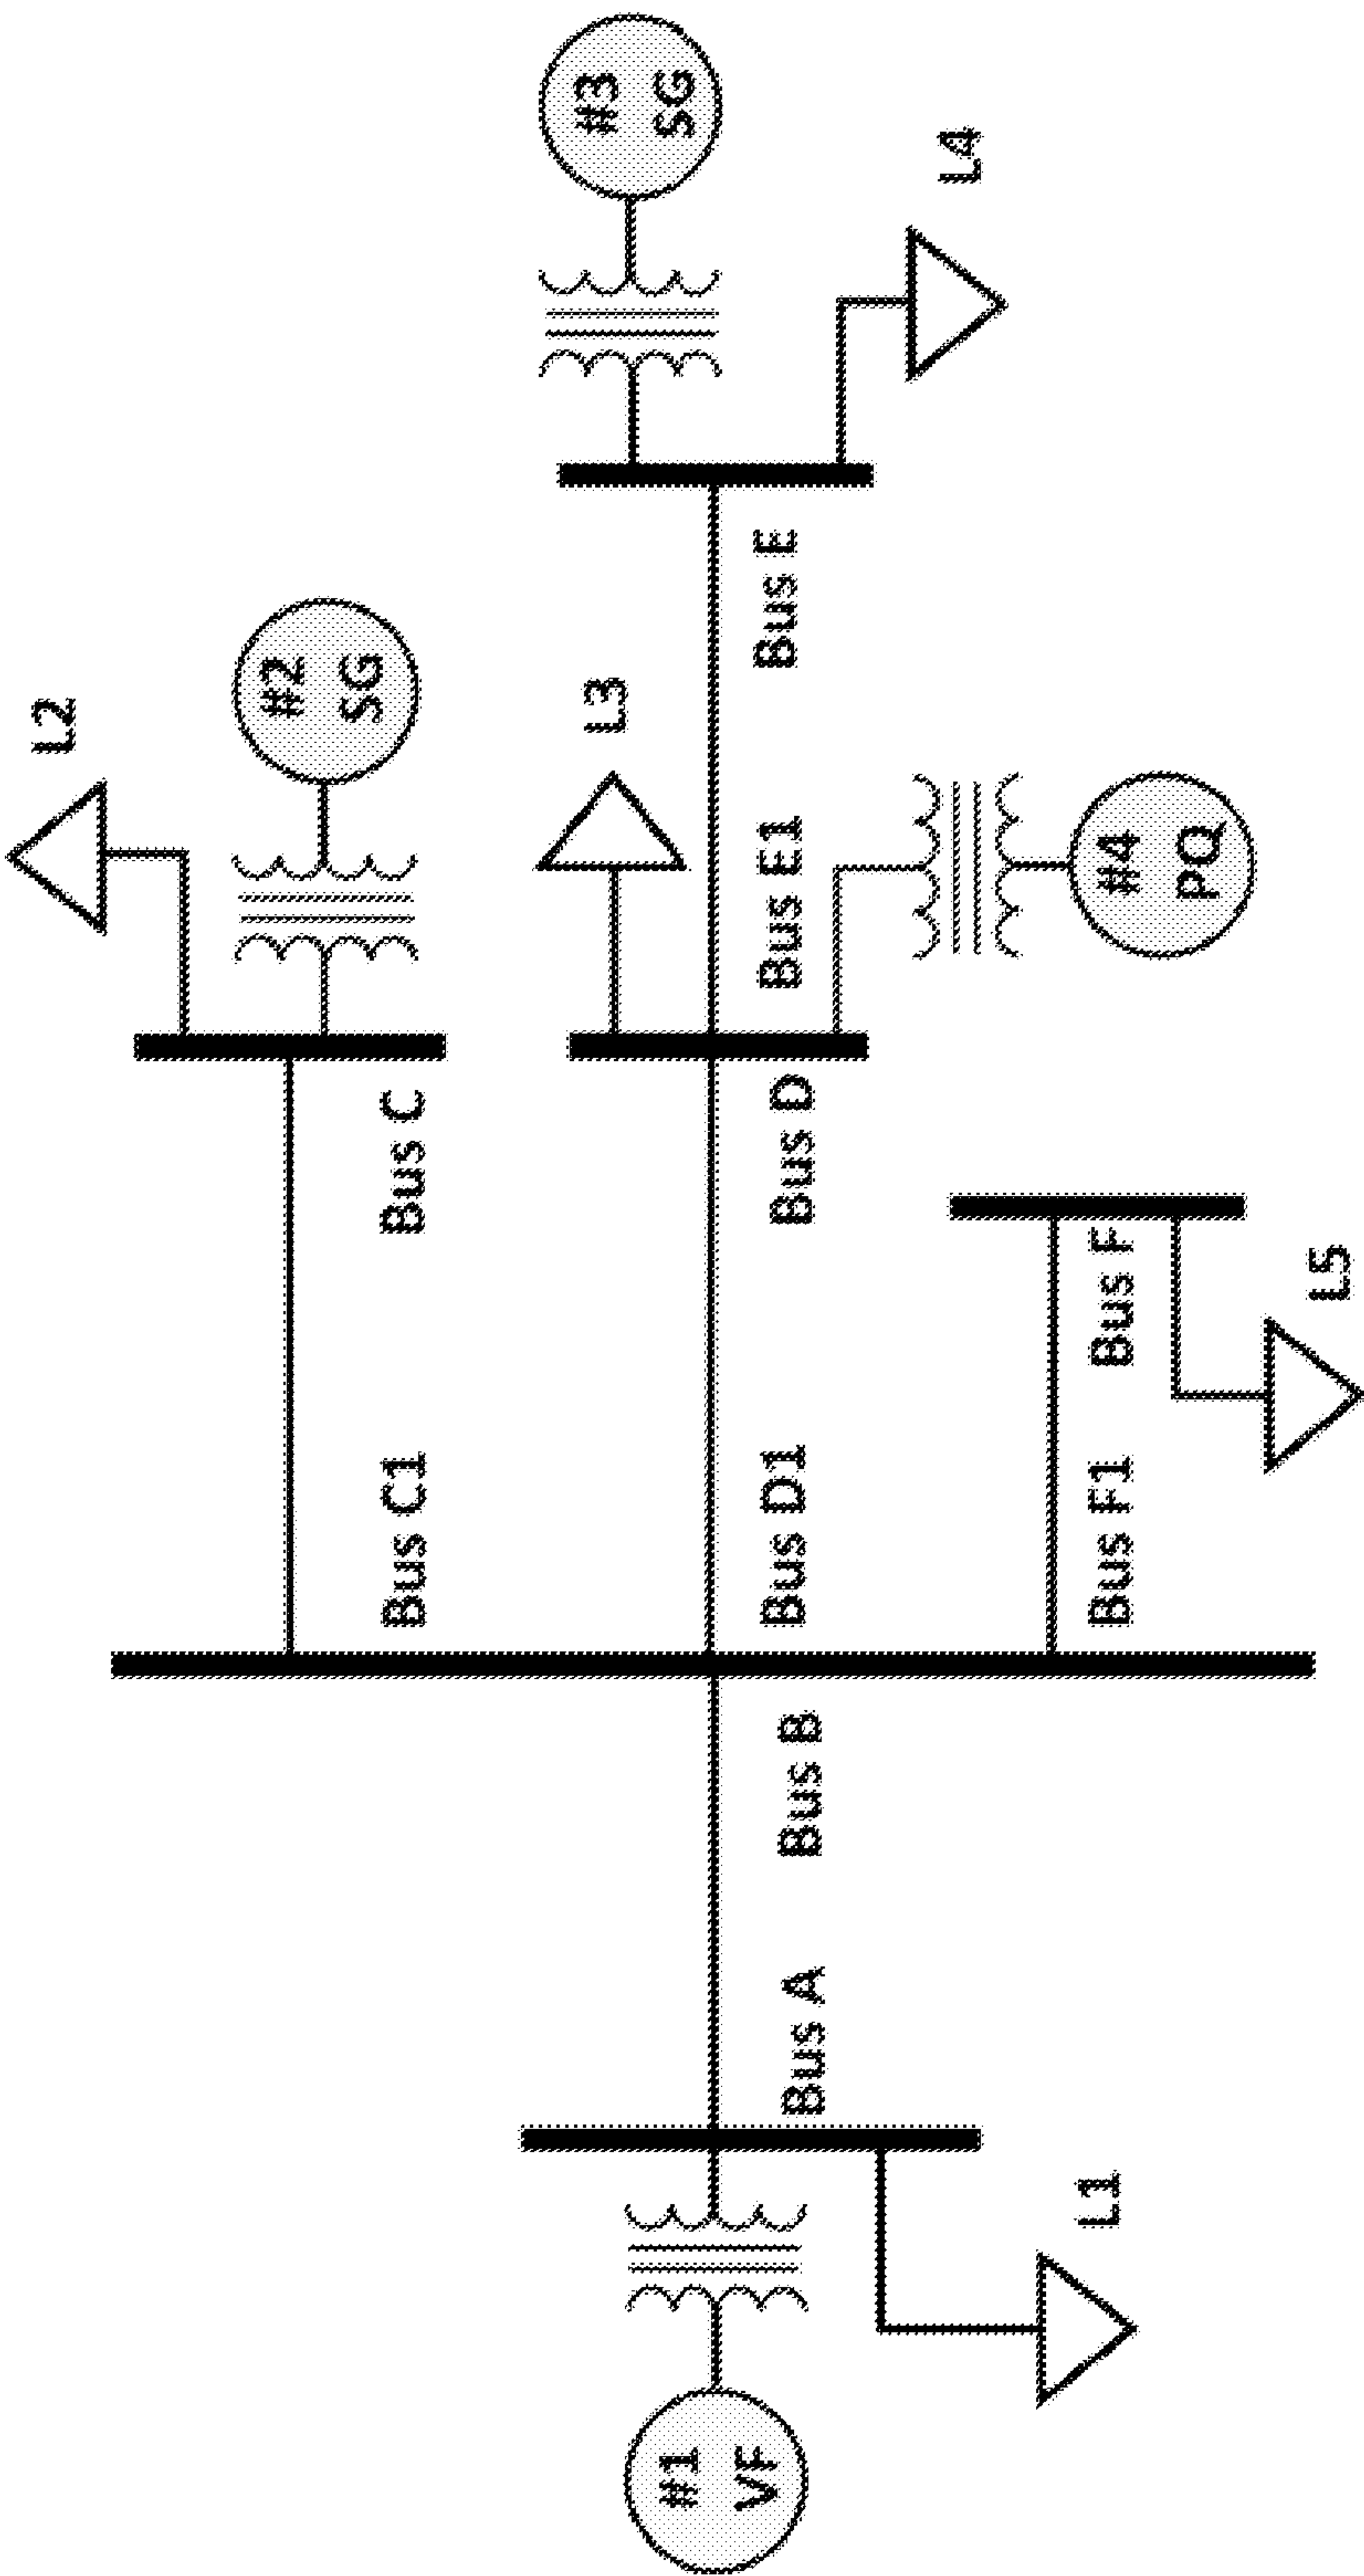 L2
#2
SG
#3
SG
L3
L4
Bus C1
Bus C
Bus A
Bus B
Bus D1
Bus D
Bus E1
Bus E
#1
VF
#4
PQ
L1
Bus F1
Bus F
L5